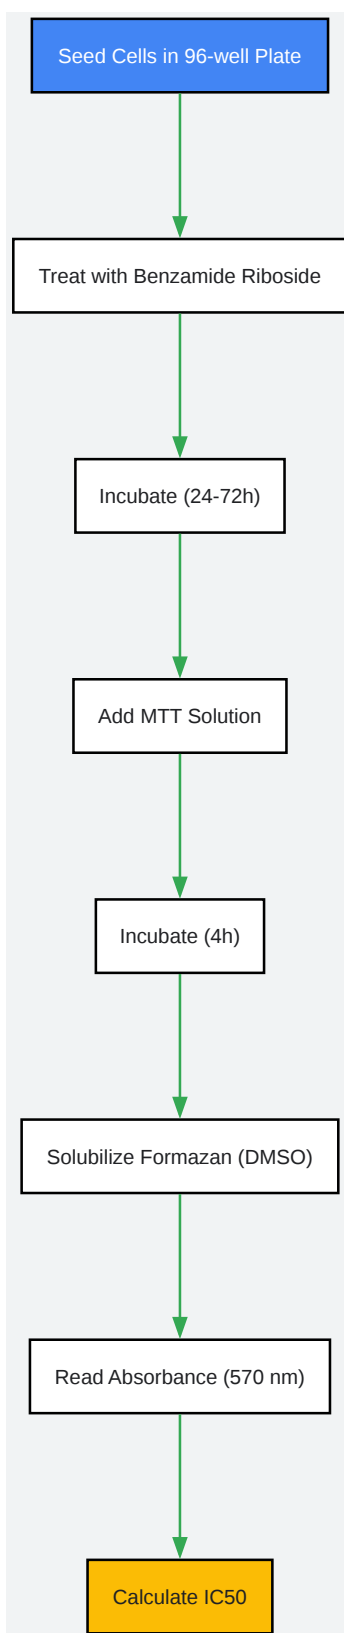 Seed Cells in 96-well Plate
Treat with Benzamide Riboside
Incubate (24-72h)
Add MTT Solution
Incubate (4h)
Solubilize Formazan (DMSO)
Read Absorbance (570 nm)
Calculate IC50